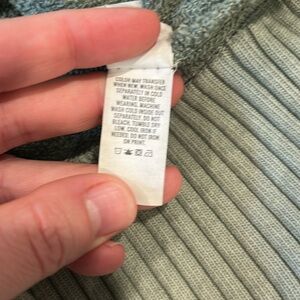 COLOR MAY TRANSFER
WHEN NEW. WASH ONCE
SEPARATELY IN COLD
WATER BEFORE
WEARING. MACHINE
WASH COLD INSIDE OUT
SEPARATELY. DO NOT
BLEACH. TUMBLE DRY
LOW. COOL IRON IF
NEEDED. DO NOT IRON
ON PRINT.